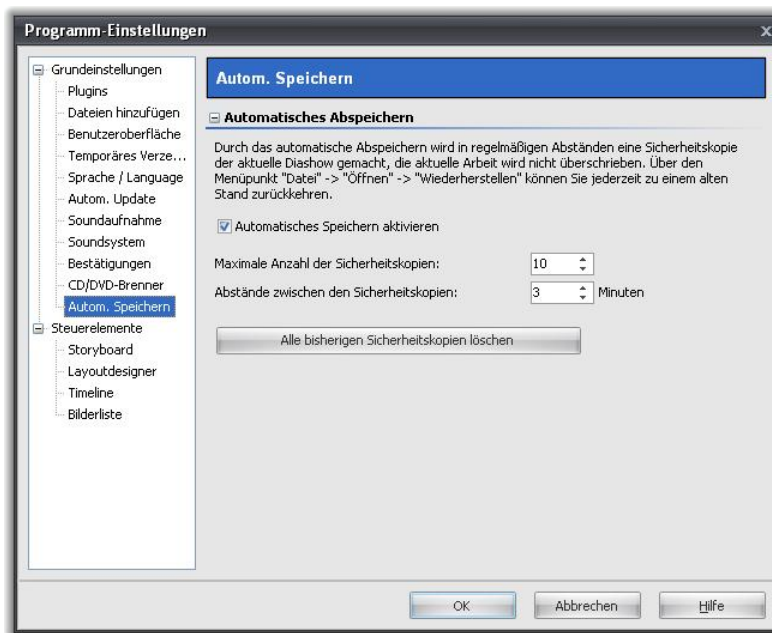 Programm-Einstellungen
Grundeinstellungen
Plugins
Dateien hinzufügen
Benutzeroberfläche
Temporäres Verze...
Sprache / Language
Autom. Update
Soundaufnahme
Soundsystem
Bestätigungen
CD/DVD-Brenner
Autom. Speichern
Steuerelemente
Storyboard
Layoutdesigner
Timeline
Bilderliste
Autom. Speichern
Automatisches Abspeichern
Durch das automatische Abspeichern wird in regelmäßigen Abständen eine Sicherheitskopie
der aktuelle Diashow gemacht, die aktuelle Arbeit wird nicht überschrieben. Über den
Menüpunkt "Datei" -> "Öffnen" -> "Wiederherstellen" können Sie jederzeit zu einem alten
Stand zurückkehren.
Automatisches Speichern aktivieren
Maximale Anzahl der Sicherheitskopien: 10
Abstände zwischen den Sicherheitskopien: 3 Minuten
Alle bisherigen Sicherheitskopien löschen
OK Abbrechen Hilfe